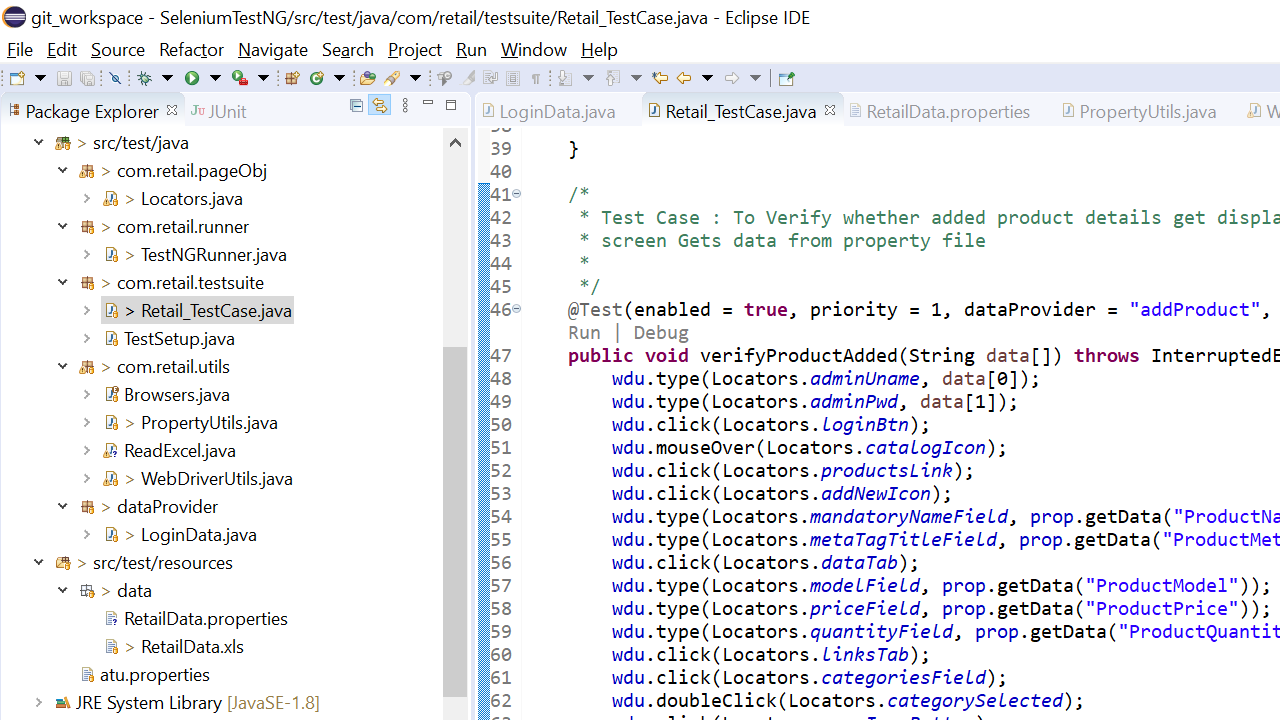 git_workspace - SeleniumTestNG/src/test/java/com/retail/testsuite/Retail_TestCase.java - Eclipse IDE
File Edit Source Refactor Navigate Search Project Run Window Help
Package Explorer JUnit
> src/test/java
> com.retail.pageObj
> Locators.java
> com.retail.runner
> TestNGRunner.java
> com.retail.testsuite
> Retail_TestCase.java
TestSetup.java
> com.retail.utils
Browsers.java
> PropertyUtils.java
ReadExcel.java
> WebDriverUtils.java
> dataProvider
> LoginData.java
> src/test/resources
> data
RetailData.properties
> RetailData.xls
atu.properties
JRE System Library [JavaSE-1.8]
LoginData.java Retail_TestCase.java RetailData.properties PropertyUtils.java W
38
39 }
40
41 /*
42 * Test Case : To Verify whether added product details get displa
43 * screen Gets data from property file
44 *
45 */
46 @Test(enabled = true, priority = 1, dataProvider = "addProduct",
Run | Debug
47 public void verifyProductAdded(String data[]) throws InterruptedE
48 wdu.type(Locators.adminUname, data[0]);
49 wdu.type(Locators.adminPwd, data[1]);
50 wdu.click(Locators.loginBtn);
51 wdu.mouseOver(Locators.catalogIcon);
52 wdu.click(Locators.productsLink);
53 wdu.click(Locators.addNewIcon);
54 wdu.type(Locators.mandatoryNameField, prop.getData("ProductNa
55 wdu.type(Locators.metaTagTitleField, prop.getData("ProductMet
56 wdu.click(Locators.dataTab);
57 wdu.type(Locators.modelField, prop.getData("ProductModel"));
58 wdu.type(Locators.priceField, prop.getData("ProductPrice"));
59 wdu.type(Locators.quantityField, prop.getData("ProductQuantit
60 wdu.click(Locators.linksTab);
61 wdu.click(Locators.categoriesField);
62 wdu.doubleClick(Locators.categorySelected);